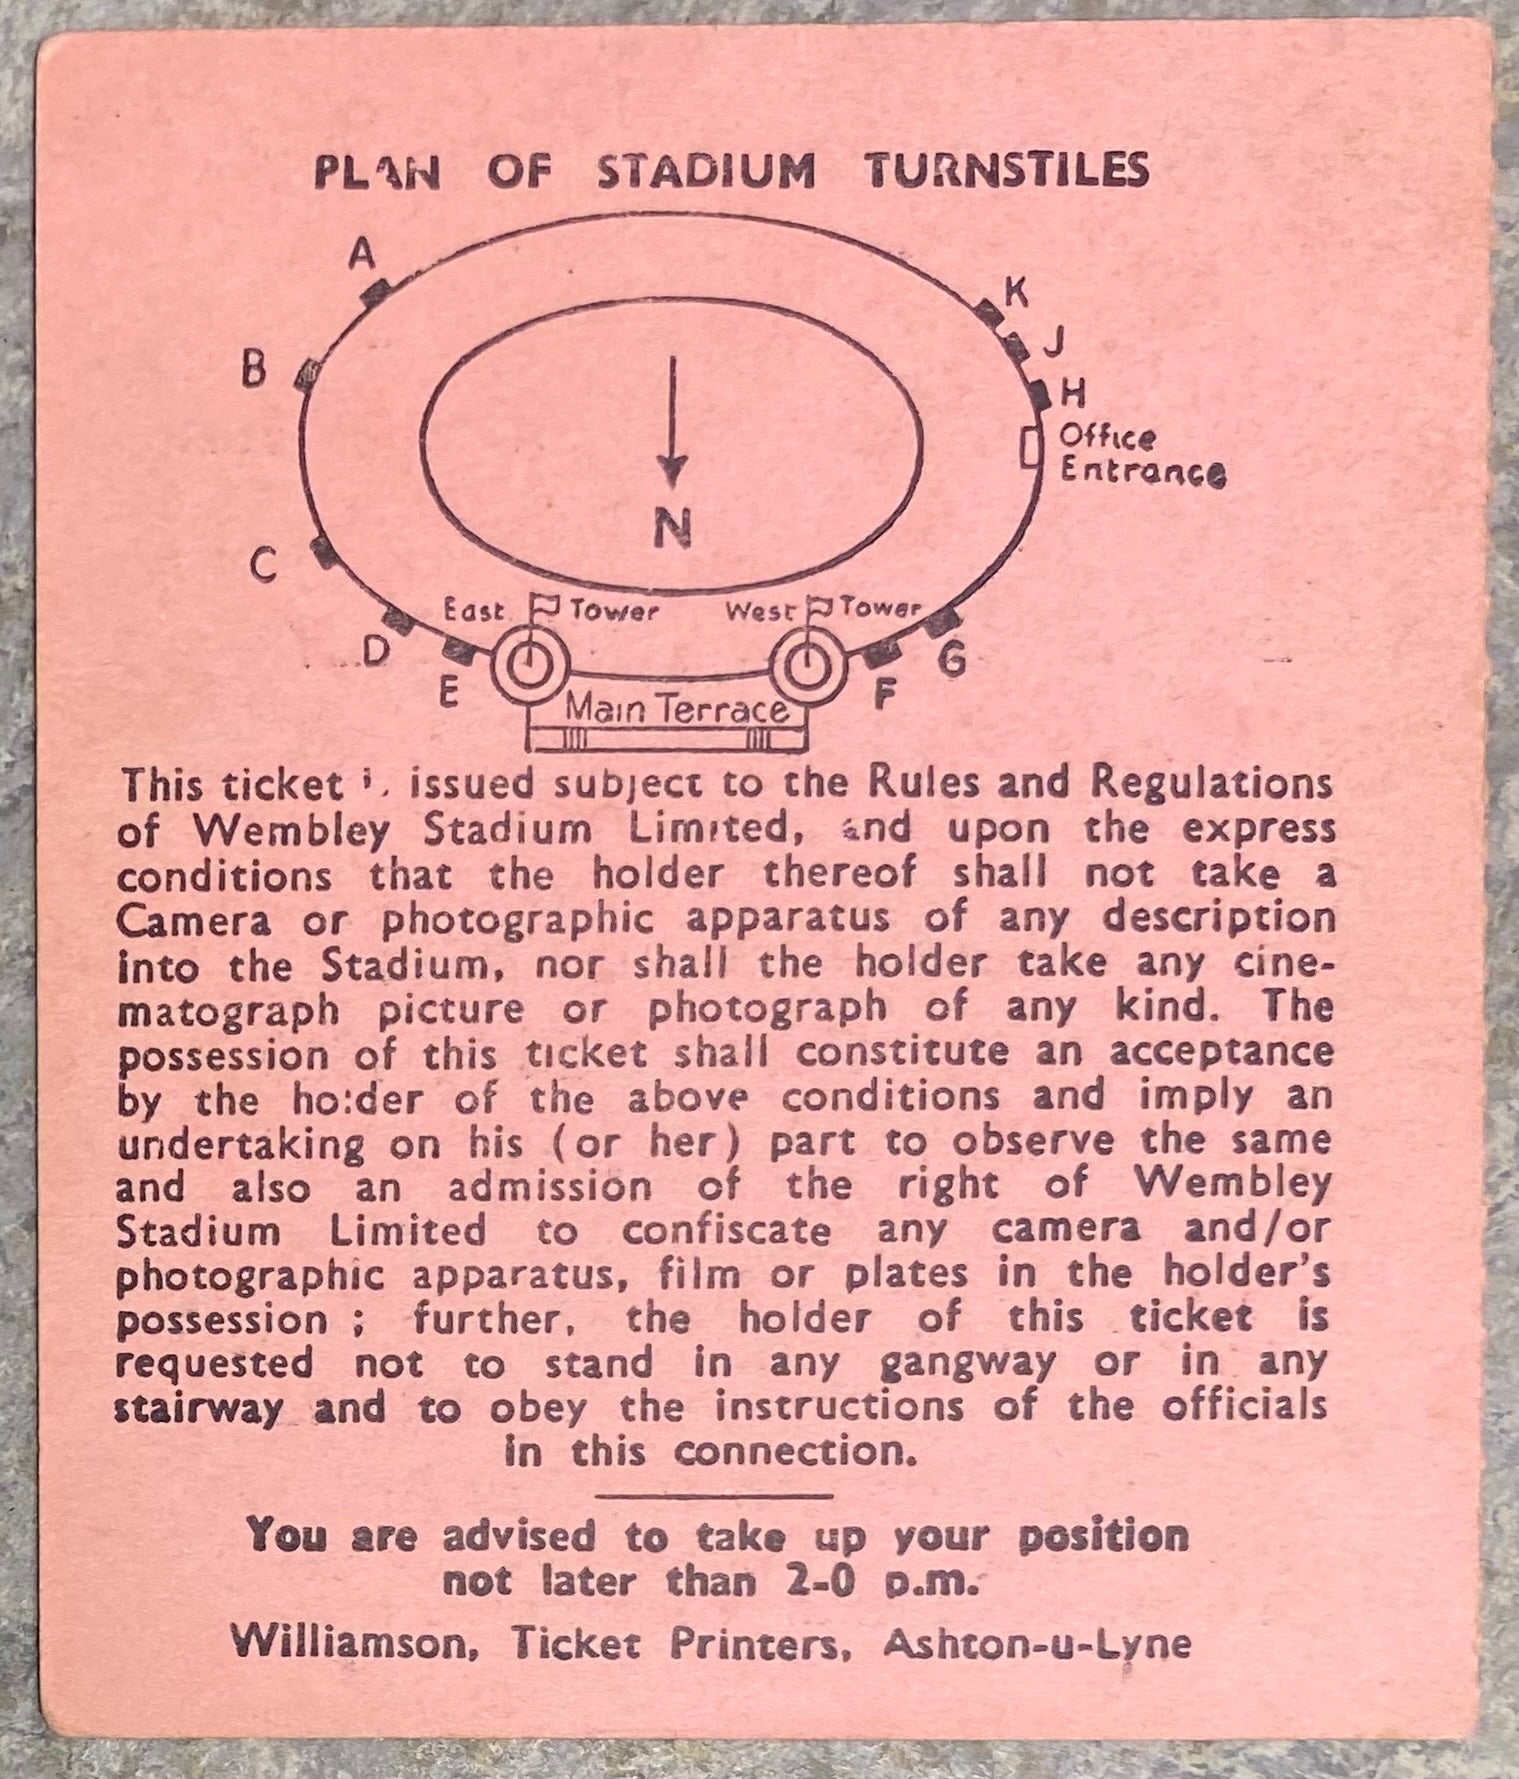 PLAN OF STADIUM TURNSTILES
A
K
B
J
H
Office
Entrance
N
C
East Tower West Tower
D
G
E
F
Main Terrace
This ticket i. issued subject to the Rules and Regulations
of Wembley Stadium Limited, and upon the express
conditions that the holder thereof shall not take a
Camera or photographic apparatus of any description
into the Stadium, nor shall the holder take any cine-
matograph picture or photograph of any kind. The
possession of this ticket shall constitute an acceptance
by the holder of the above conditions and imply an
undertaking on his (or her) part to observe the same
and also an admission of the right of Wembley
Stadium Limited to confiscate any camera and/or
photographic apparatus, film or plates in the holder's
possession ; further, the holder of this ticket is
requested not to stand in any gangway or in any
stairway and to obey the instructions of the officials
in this connection.
You are advised to take up your position
not later than 2-0 p.m.
Williamson, Ticket Printers, Ashton-u-Lyne